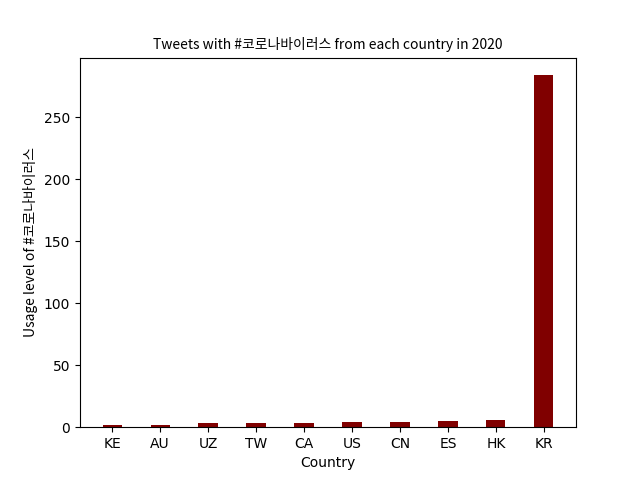 Tweets with #코로나바이러스 from each country in 2020
Usage level of #코로나바이러스
250
200
150
100
50
0
KE AU UZ TW CA US CN ES HK KR
Country